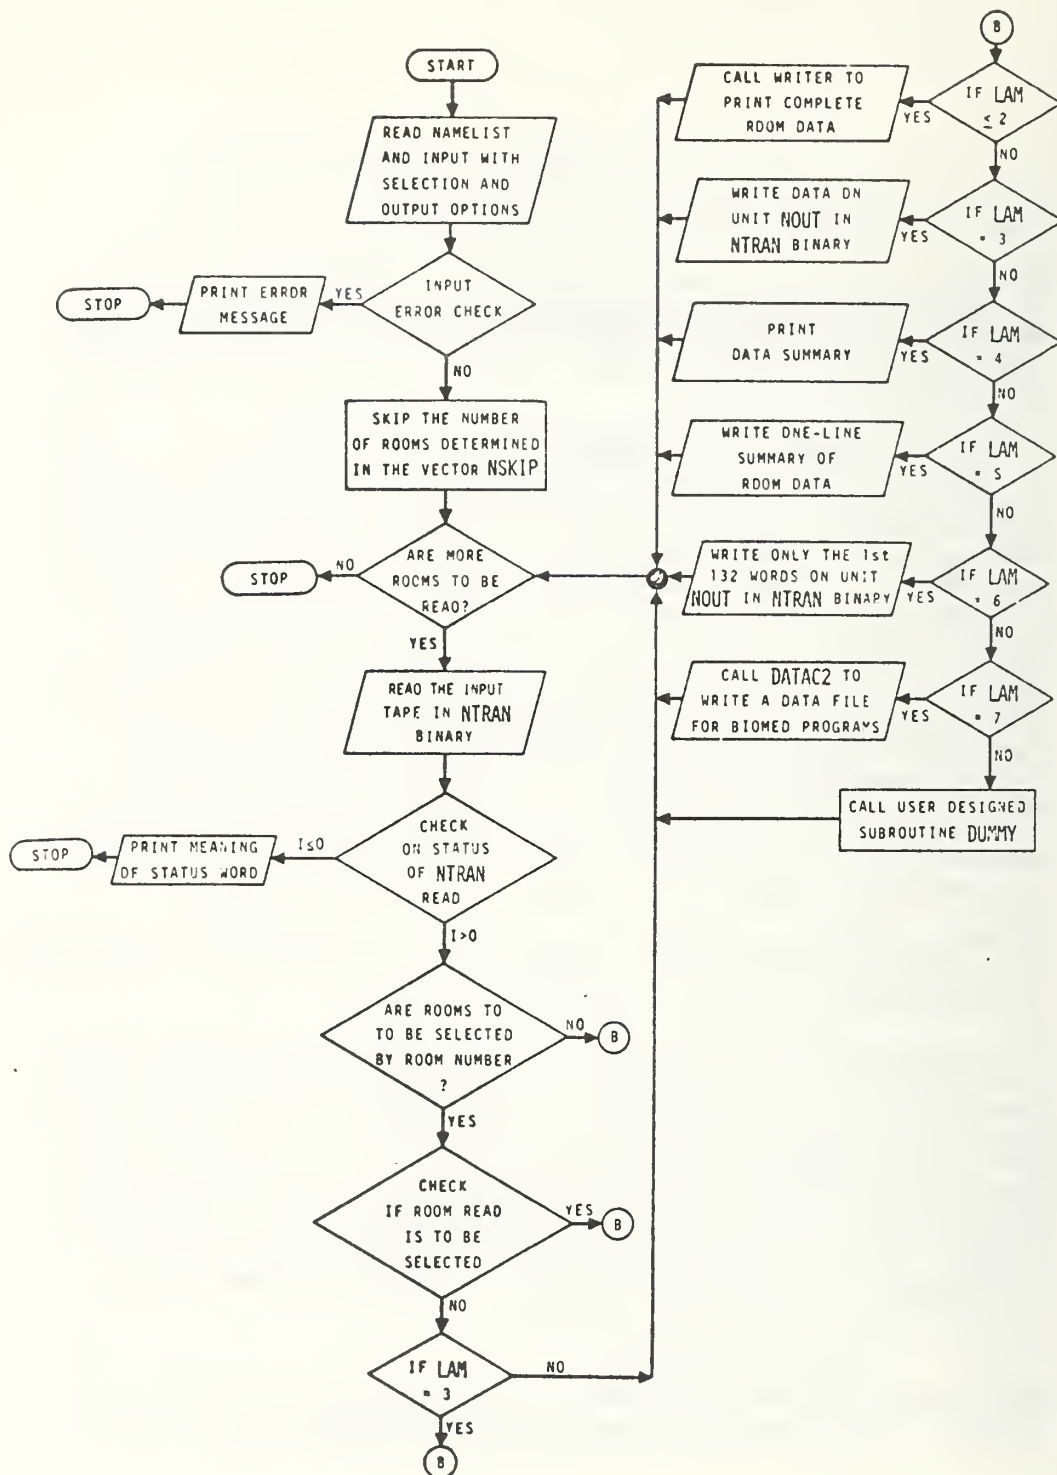 START
READ NAMELIST
AND INPUT WITH
SELECTION AND
OUTPUT OPTIONS
INPUT
ERROR CHECK
YES
PRINT ERROR
MESSAGE
STOP
NO
SKIP THE NUMBER
OF ROOMS DETERMINED
IN THE VECTOR NSKIP
ARE MORE
ROOMS TO BE
READ?
NO
STOP
YES
READ THE INPUT
TAPE IN NTRAN
BINARY
CHECK
ON STATUS
OF NTRAN
READ
I≤0
PRINT MEANING
OF STATUS WORD
STOP
I>0
ARE ROOMS TO
TO BE SELECTED
BY ROOM NUMBER
?
NO
B
YES
CHECK
IF ROOM READ
IS TO BE
SELECTED
YES
B
NO
IF LAM
= 3
NO
YES
B
B
IF LAM
≤ 2
YES
CALL WRITER TO
PRINT COMPLETE
ROOM DATA
NO
IF LAM
= 3
YES
WRITE DATA ON
UNIT NOUT IN
NTRAN BINARY
NO
IF LAM
= 4
YES
PRINT
DATA SUMMARY
NO
IF LAM
= 5
YES
WRITE ONE-LINE
SUMMARY OF
ROOM DATA
NO
IF LAM
= 6
YES
WRITE ONLY THE 1st
132 WORDS ON UNIT
NOUT IN NTRAN BINARY
NO
IF LAM
= 7
YES
CALL DATAC2 TO
WRITE A DATA FILE
FOR BIOMED PROGRAMS
NO
CALL USER DESIGNED
SUBROUTINE DUMMY